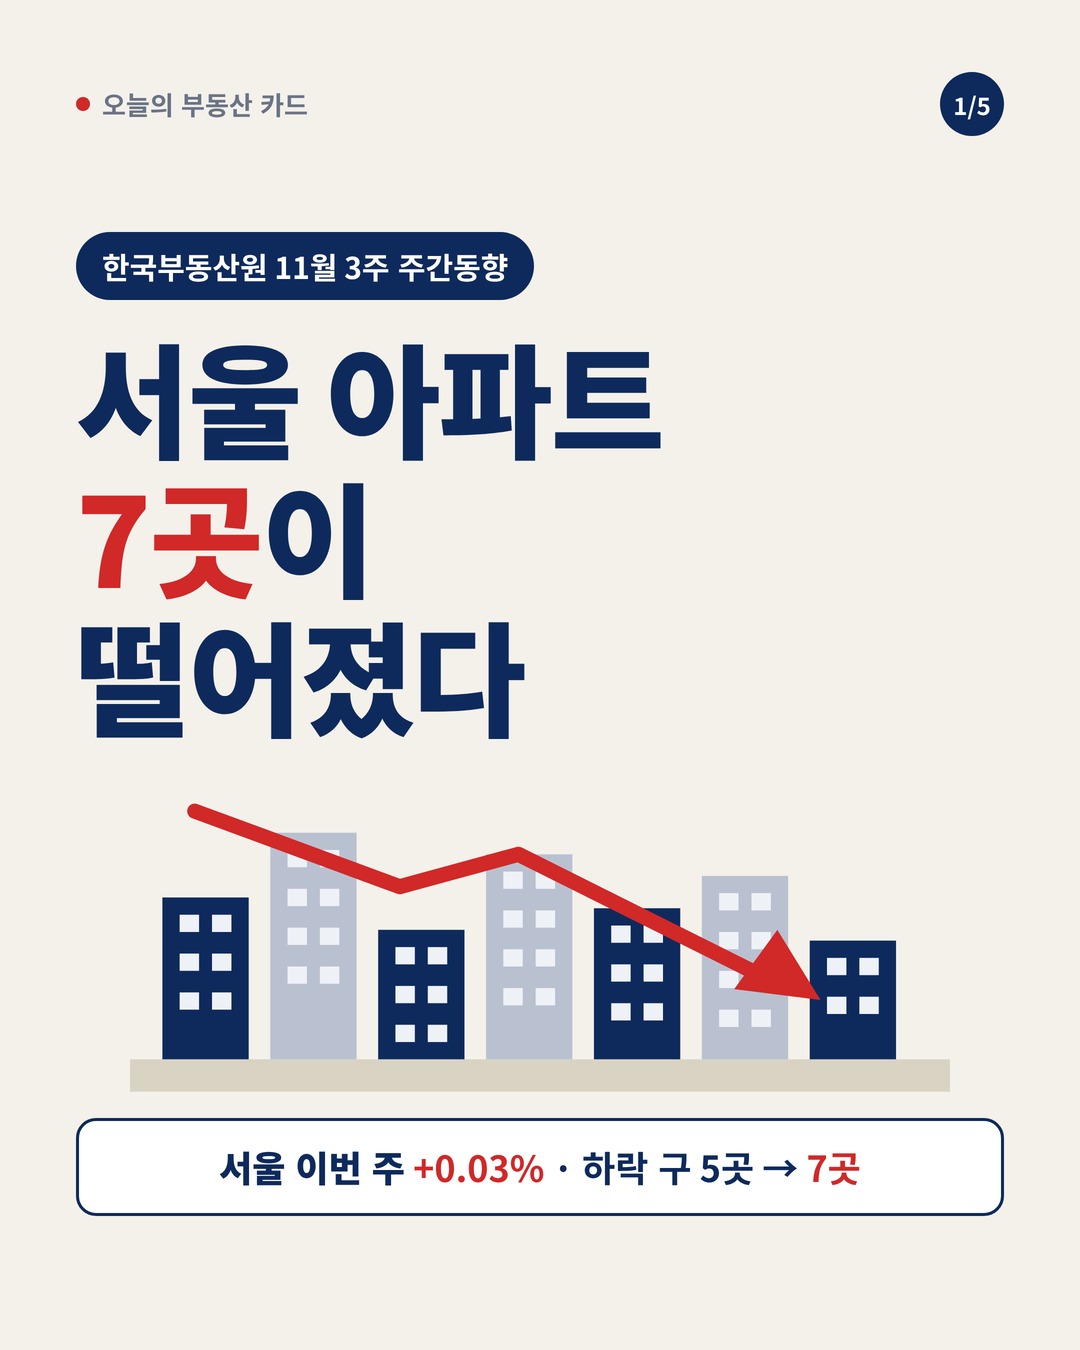 오늘의 부동산 카드
1/5
한국부동산원 11월 3주 주간동향
서울 아파트
7곳이
떨어졌다
서울 이번 주 +0.03% · 하락 구 5곳 → 7곳